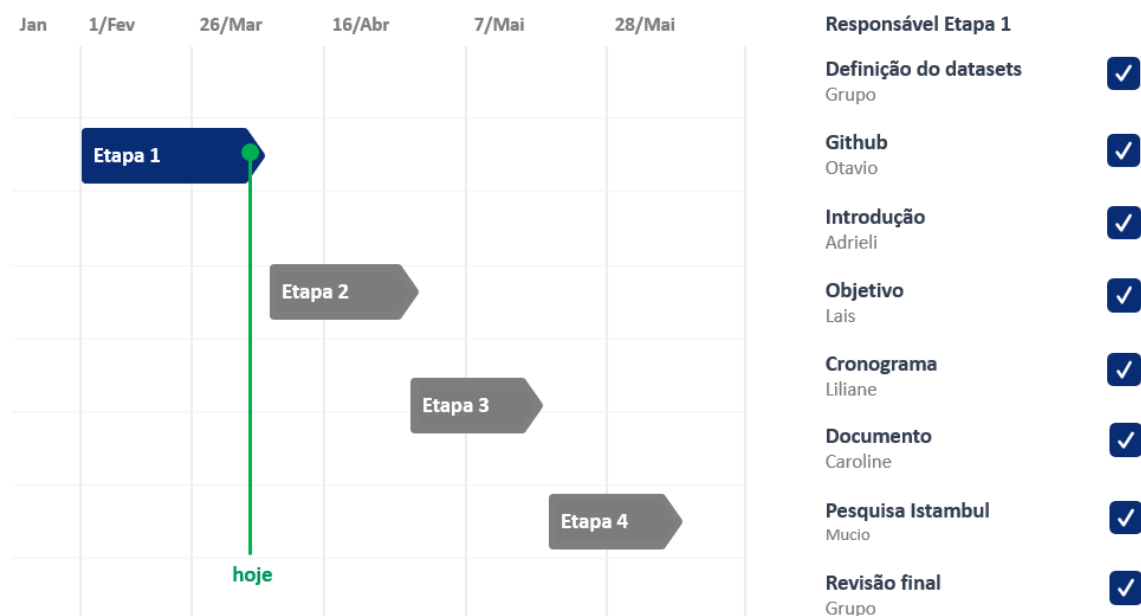 Jan 1/Fev 26/Mar 16/Abr 7/Mai 28/Mai
Etapa 1
Etapa 2
Etapa 3
Etapa 4
hoje
Responsável Etapa 1
Definição do datasets
Grupo
Github
Otavio
Introdução
Adrieli
Objetivo
Lais
Cronograma
Liliane
Documento
Caroline
Pesquisa Istambul
Mucio
Revisão final
Grupo